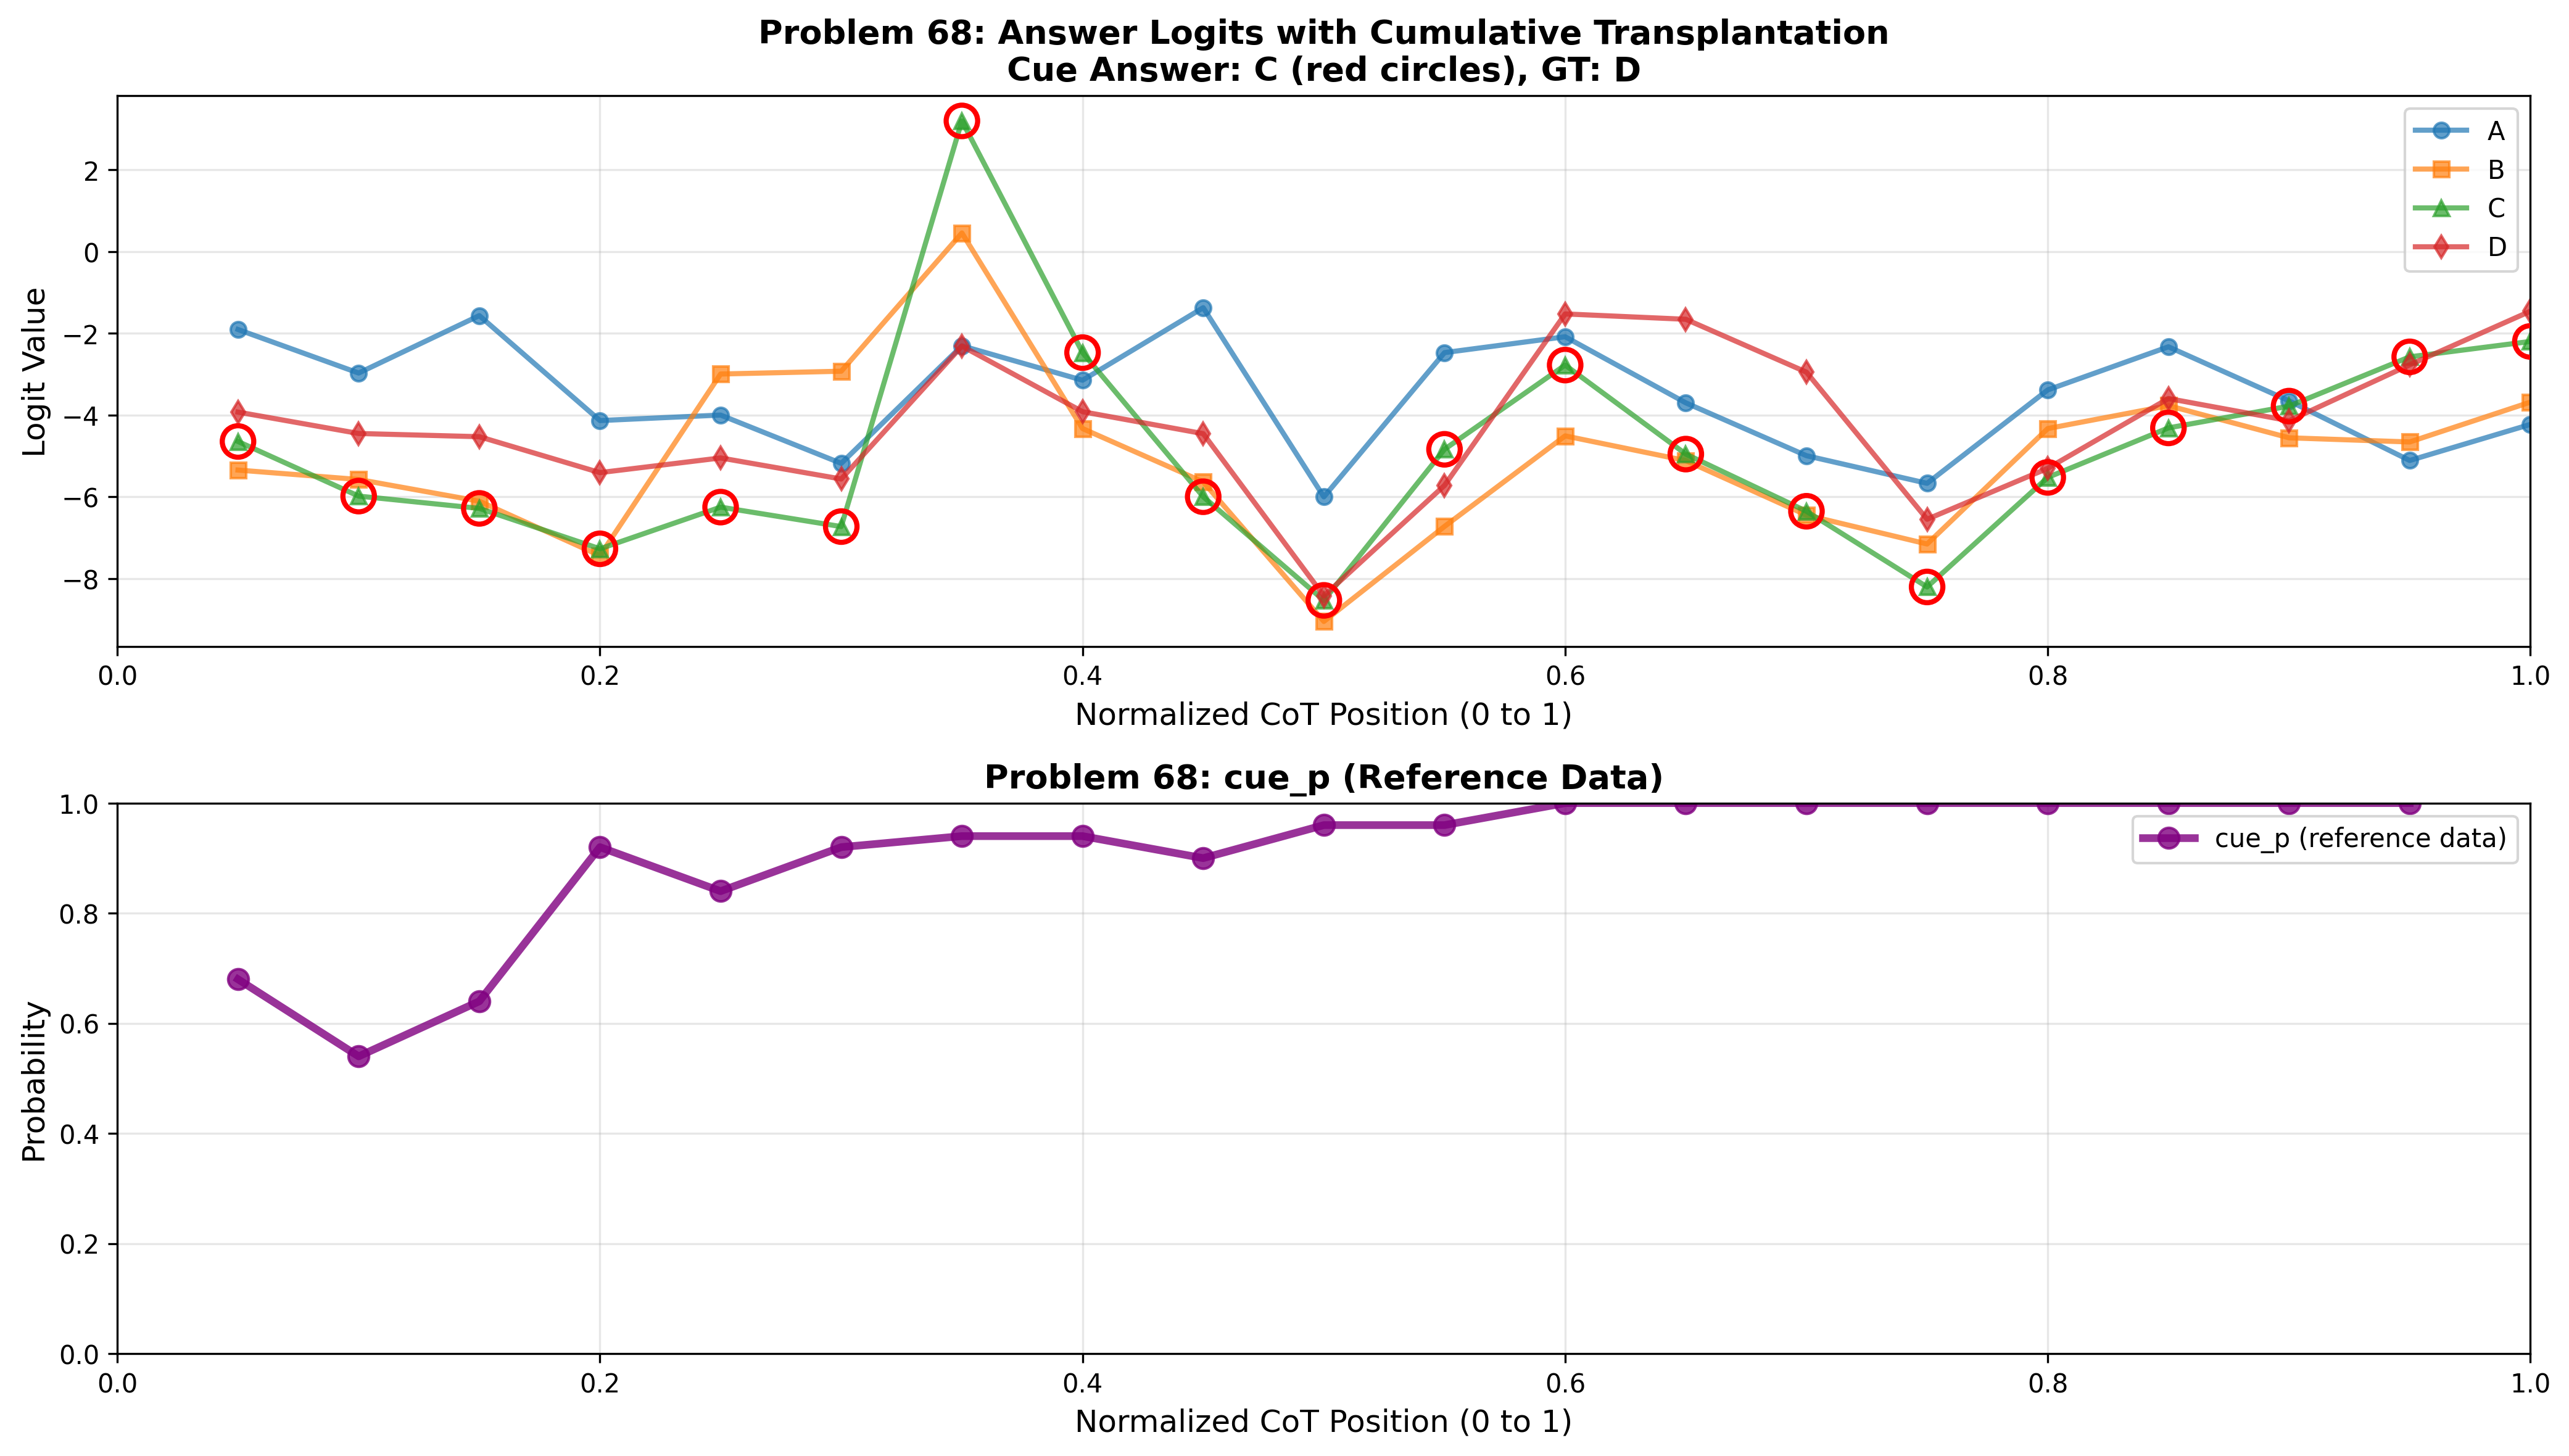 Problem 68: Answer Logits with Cumulative Transplantation
Cue Answer: C (red circles), GT: D
Logit Value
2
0
−2
−4
−6
−8
A
B
C
D
0.0 0.2 0.4 0.6 0.8 1.0
Normalized CoT Position (0 to 1)
Problem 68: cue_p (Reference Data)
Probability
1.0
0.8
0.6
0.4
0.2
0.0
cue_p (reference data)
0.0 0.2 0.4 0.6 0.8 1.0
Normalized CoT Position (0 to 1)